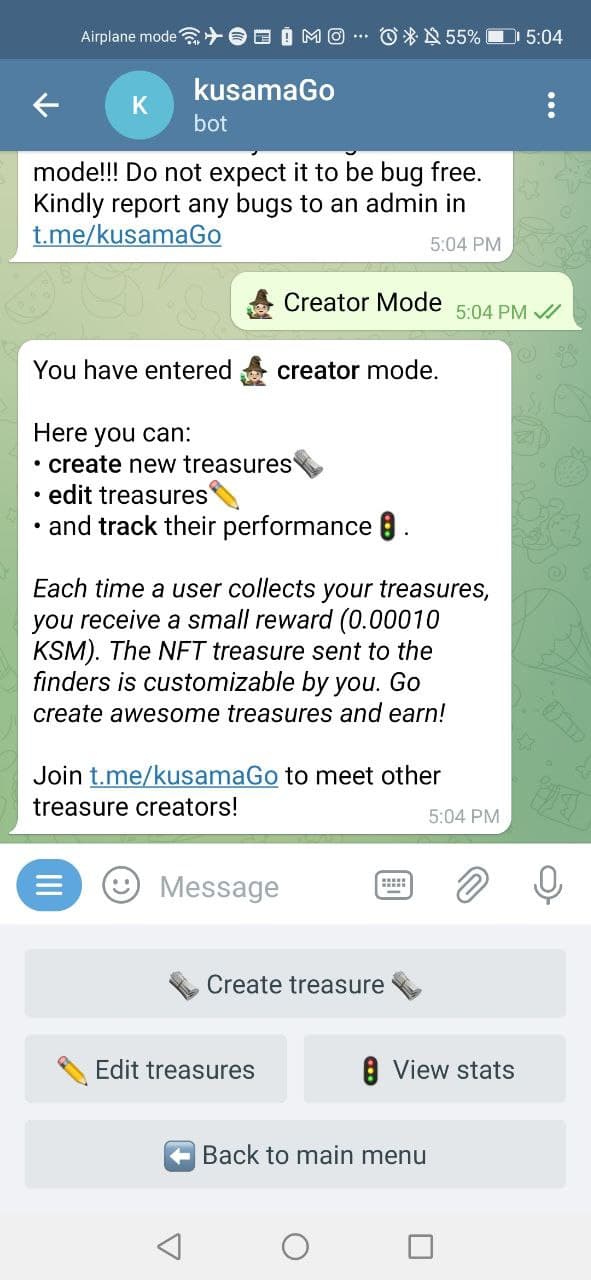 Airplane mode 55% 5:04
K
kusamaGo
bot
mode!!! Do not expect it to be bug free.
Kindly report any bugs to an admin in
t.me/kusamaGo
5:04 PM
Creator Mode 5:04 PM
You have entered creator mode.
Here you can:
• create new treasures
• edit treasures
• and track their performance .
Each time a user collects your treasures,
you receive a small reward (0.00010
KSM). The NFT treasure sent to the
finders is customizable by you. Go
create awesome treasures and earn!
Join t.me/kusamaGo to meet other
treasure creators!
5:04 PM
Message
Create treasure
Edit treasures
View stats
Back to main menu